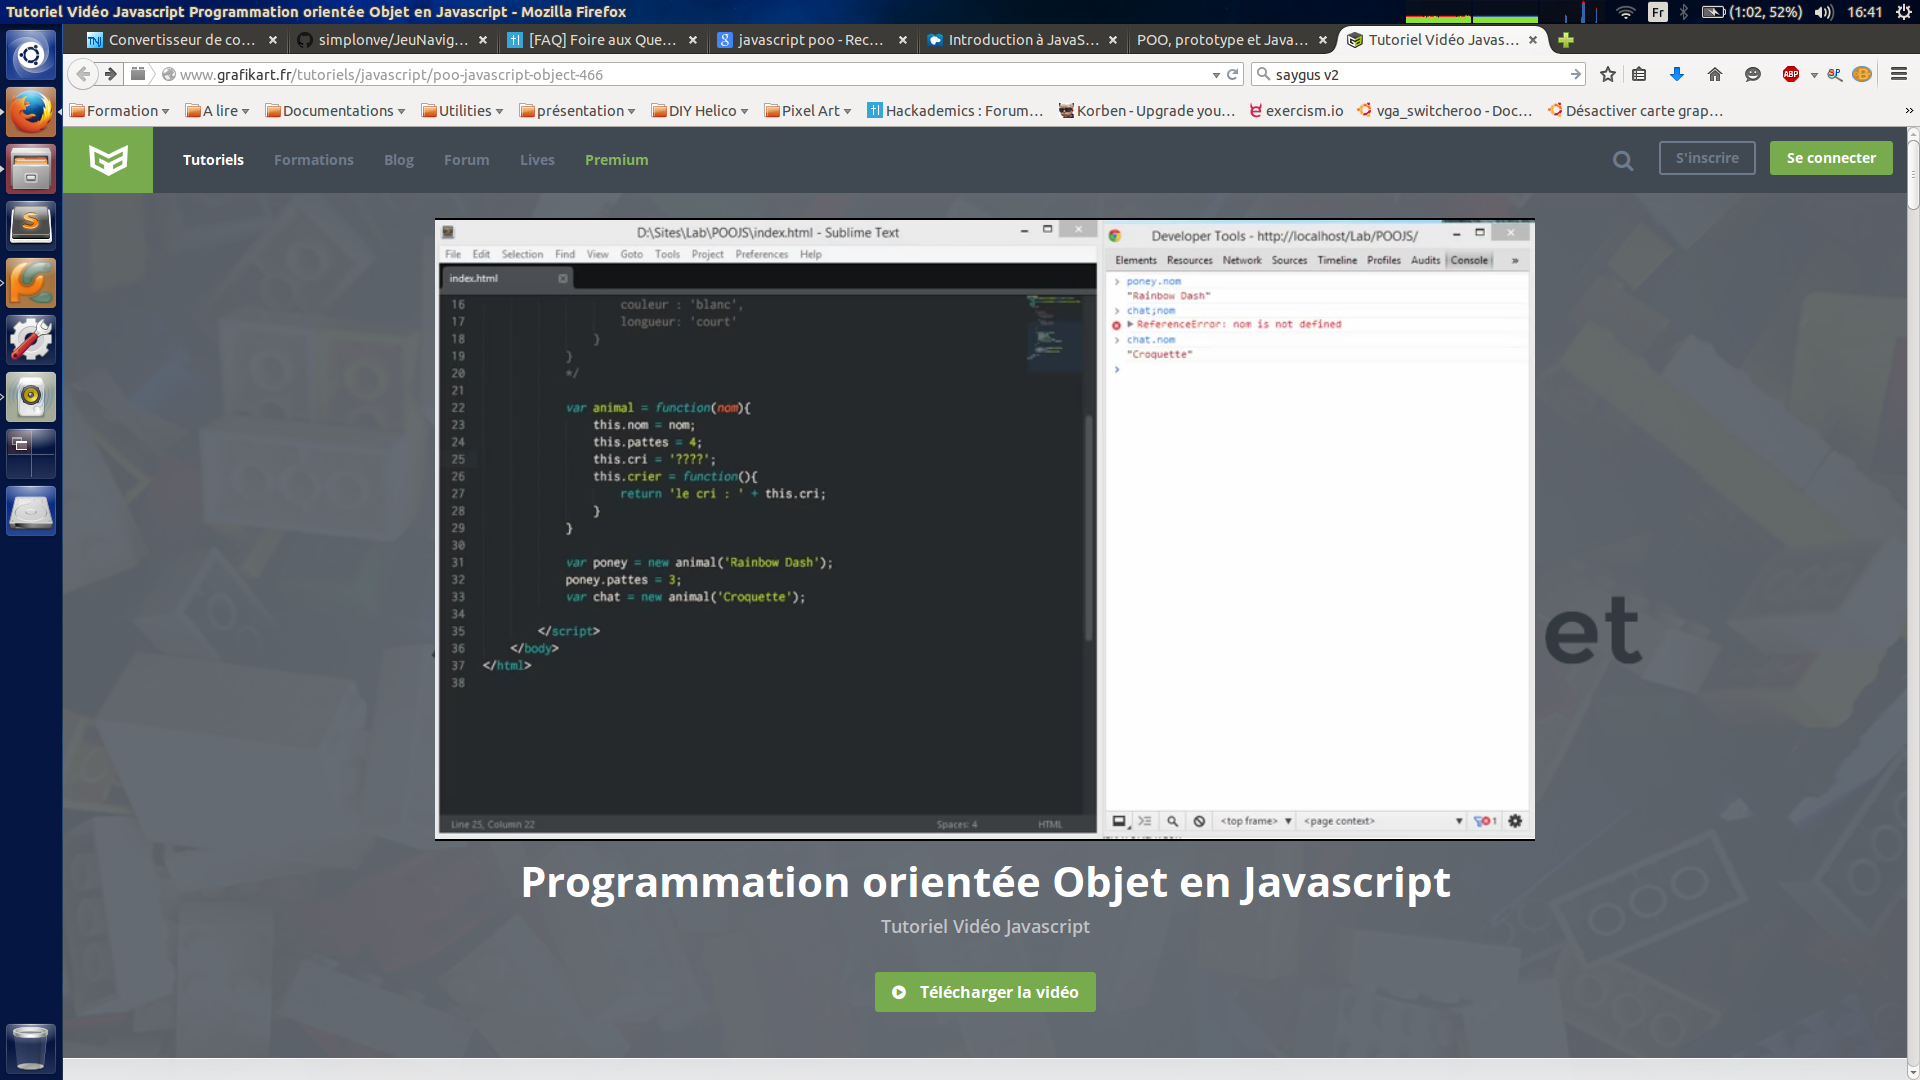 Tutoriel Vidéo Javascript Programmation orientée Objet en Javascript - Mozilla Firefox
Fr
(1:02, 52%)
16:41
Convertisseur de co...
simplonve/JeuNavig...
[FAQ] Foire aux Que...
javascript poo - Rec...
Introduction à JavaS...
POO, prototype et Java...
Tutoriel Vidéo Javas...
www.grafikart.fr/tutoriels/javascript/poo-javascript-object-466
saygus v2
ABP
Formation
A lire
Documentations
Utilities
présentation
DIY Helico
Pixel Art
Hackademics : Forum...
Korben - Upgrade you...
exercism.io
vga_switcheroo - Doc...
Désactiver carte grap...
Tutoriels
Formations
Blog
Forum
Lives
Premium
S'inscrire
Se connecter
D:\Sites\Lab\POOJS\index.html - Sublime Text
File Edit Selection Find View Goto Tools Project Preferences Help
index.html
16 couleur : 'blanc',
17 longueur: 'court'
18 }
19 }
20 */
21
22 var animal = function(nom){
23 this.nom = nom;
24 this.pattes = 4;
25 this.cri = '????';
26 this.crier = function(){
27 return 'le cri : ' + this.cri;
28 }
29 }
30
31 var poney = new animal('Rainbow Dash');
32 poney.pattes = 3;
33 var chat = new animal('Croquette');
34
35 </script>
36 </body>
37 </html>
38
Line 25, Column 22
Spaces: 4
HTML
Developer Tools - http://localhost/Lab/POOJS/
Elements Resources Network Sources Timeline Profiles Audits Console »
> poney.nom
"Rainbow Dash"
> chat;nom
ReferenceError: nom is not defined
> chat.nom
"Croquette"
>
<top frame>
<page context>
1
et
Programmation orientée Objet en Javascript
Tutoriel Vidéo Javascript
Télécharger la vidéo